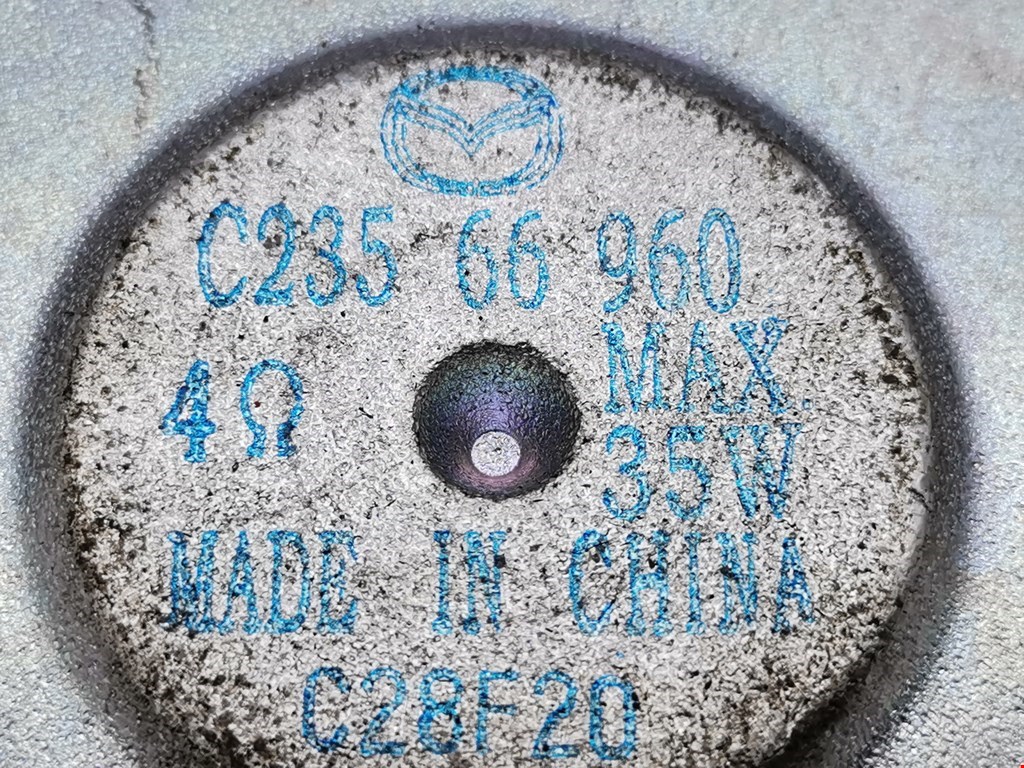 C235 66 960
4Ω
MAX.
35W
MADE IN CHINA
C28F20